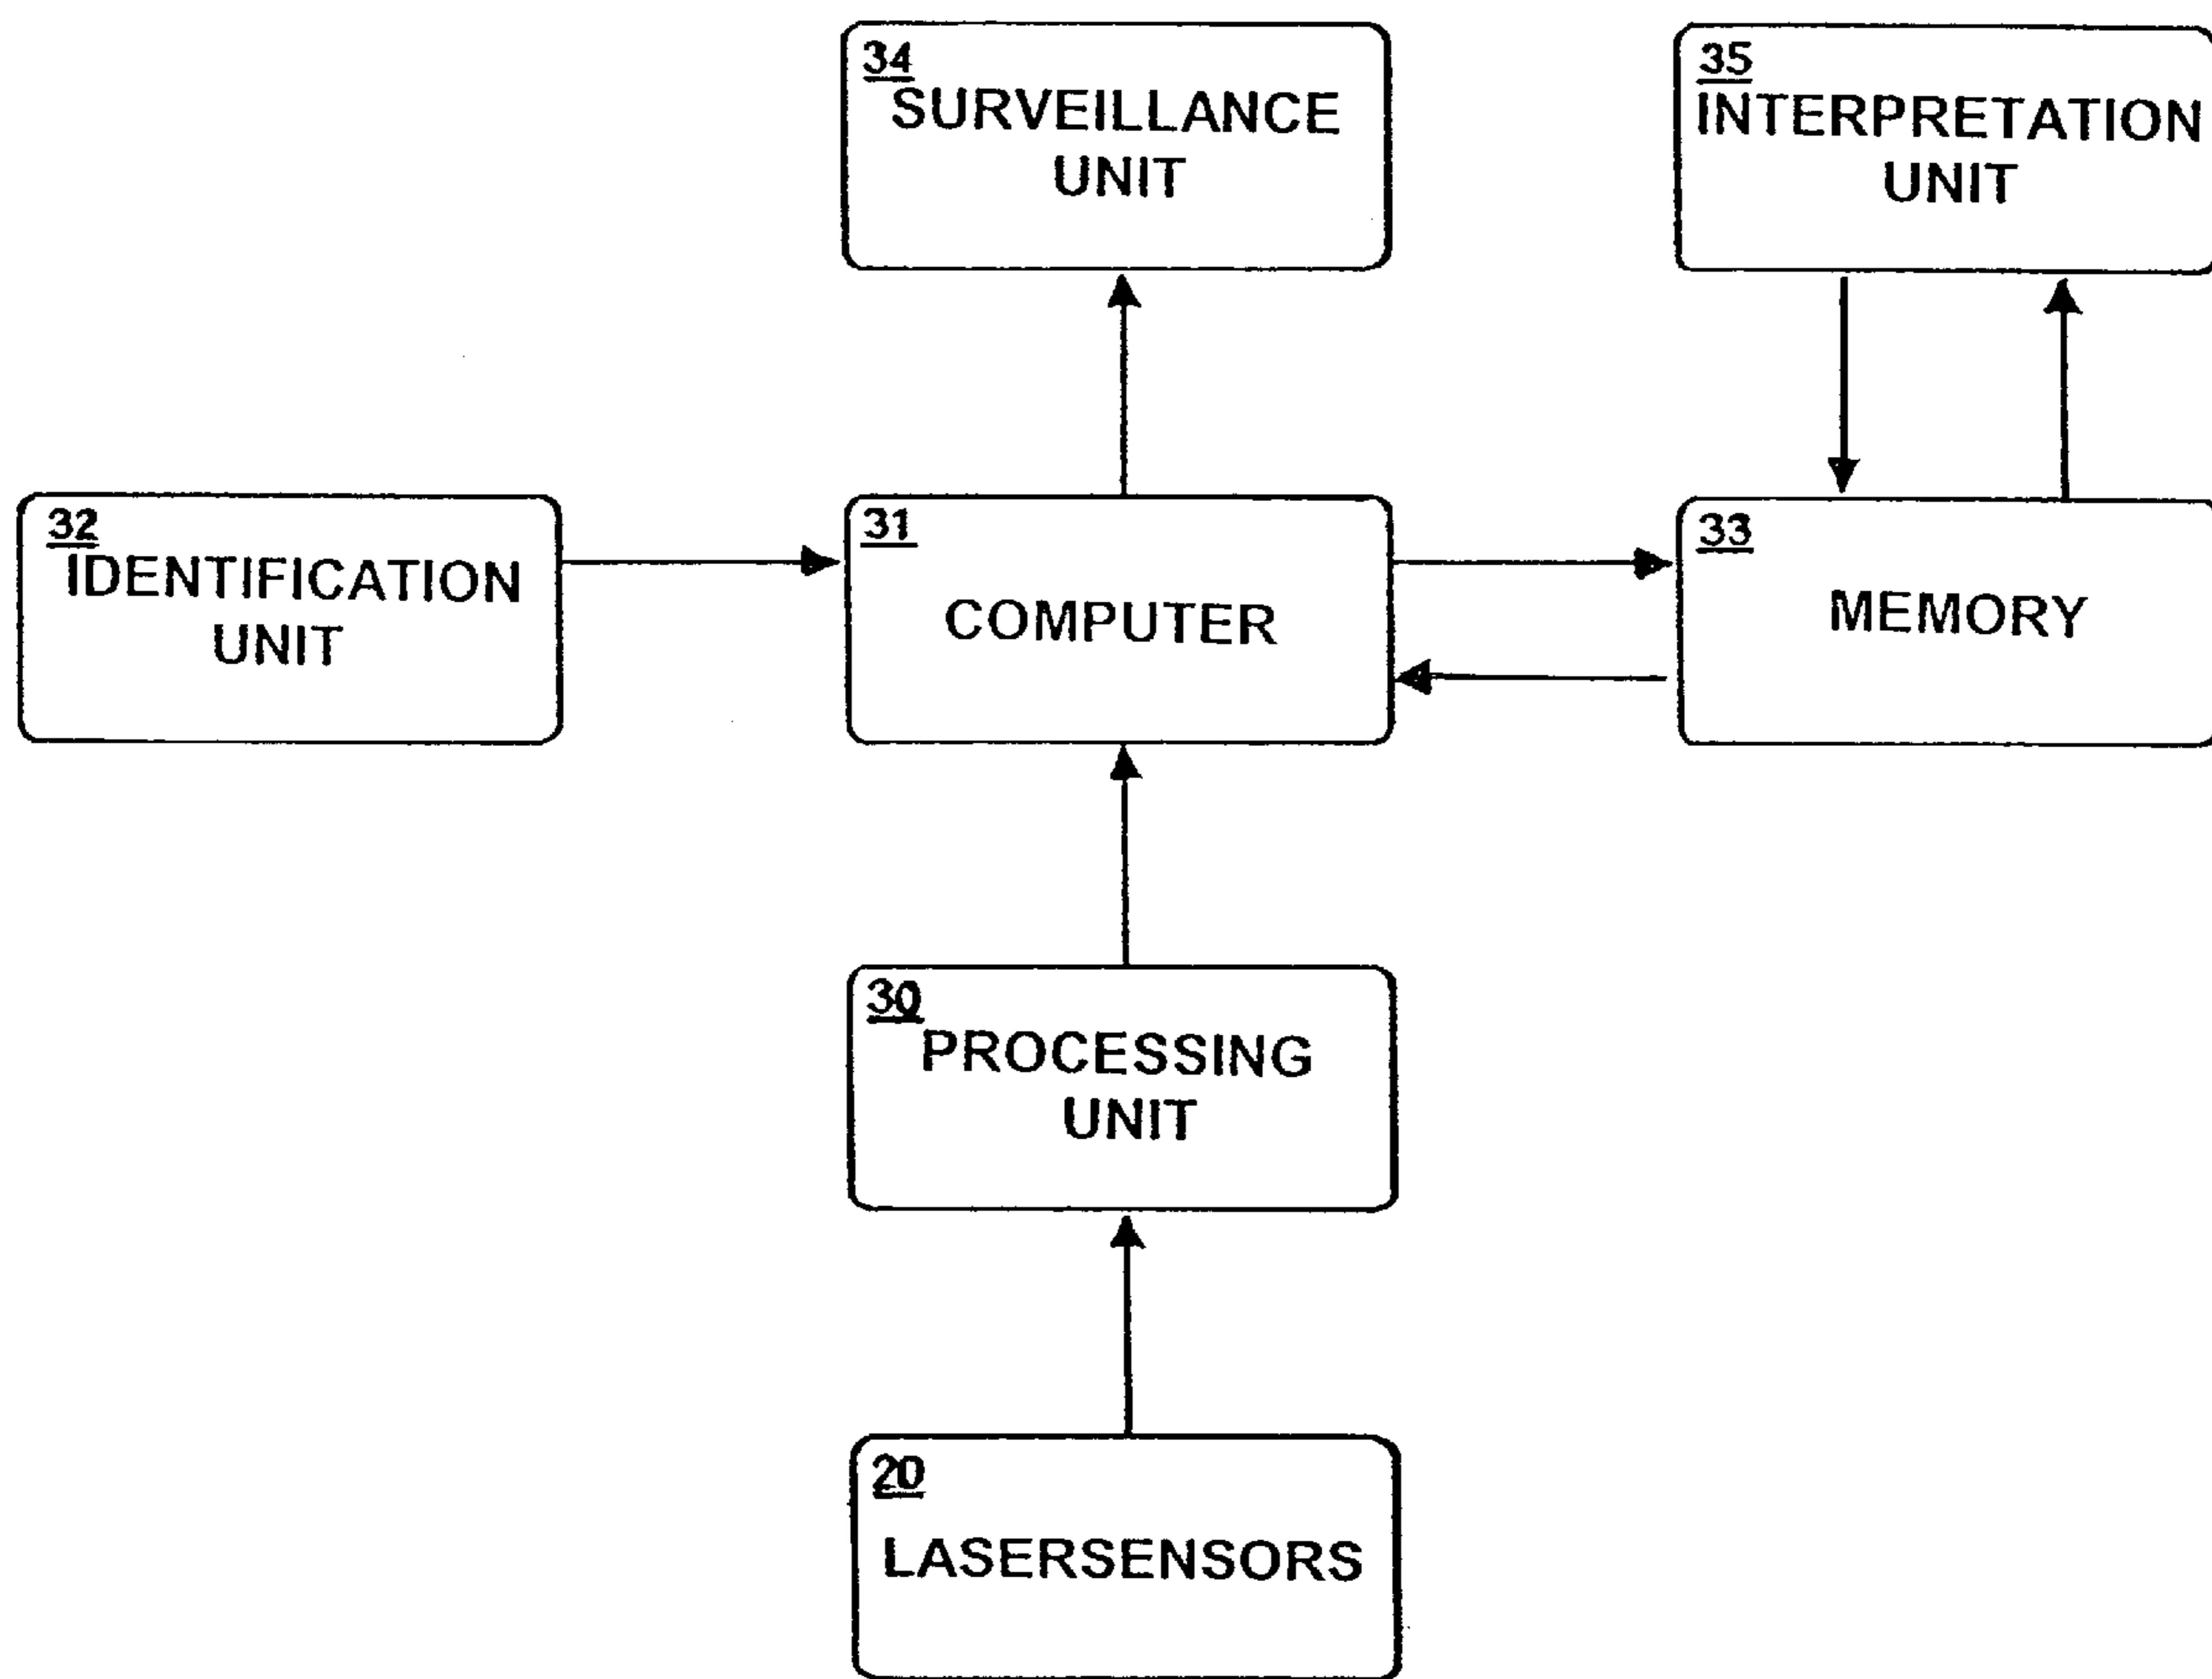 34
SURVEILLANCE
UNIT
35
INTERPRETATION
UNIT
32
IDENTIFICATION
UNIT
31
COMPUTER
33
MEMORY
30
PROCESSING
UNIT
20
LASERSENSORS